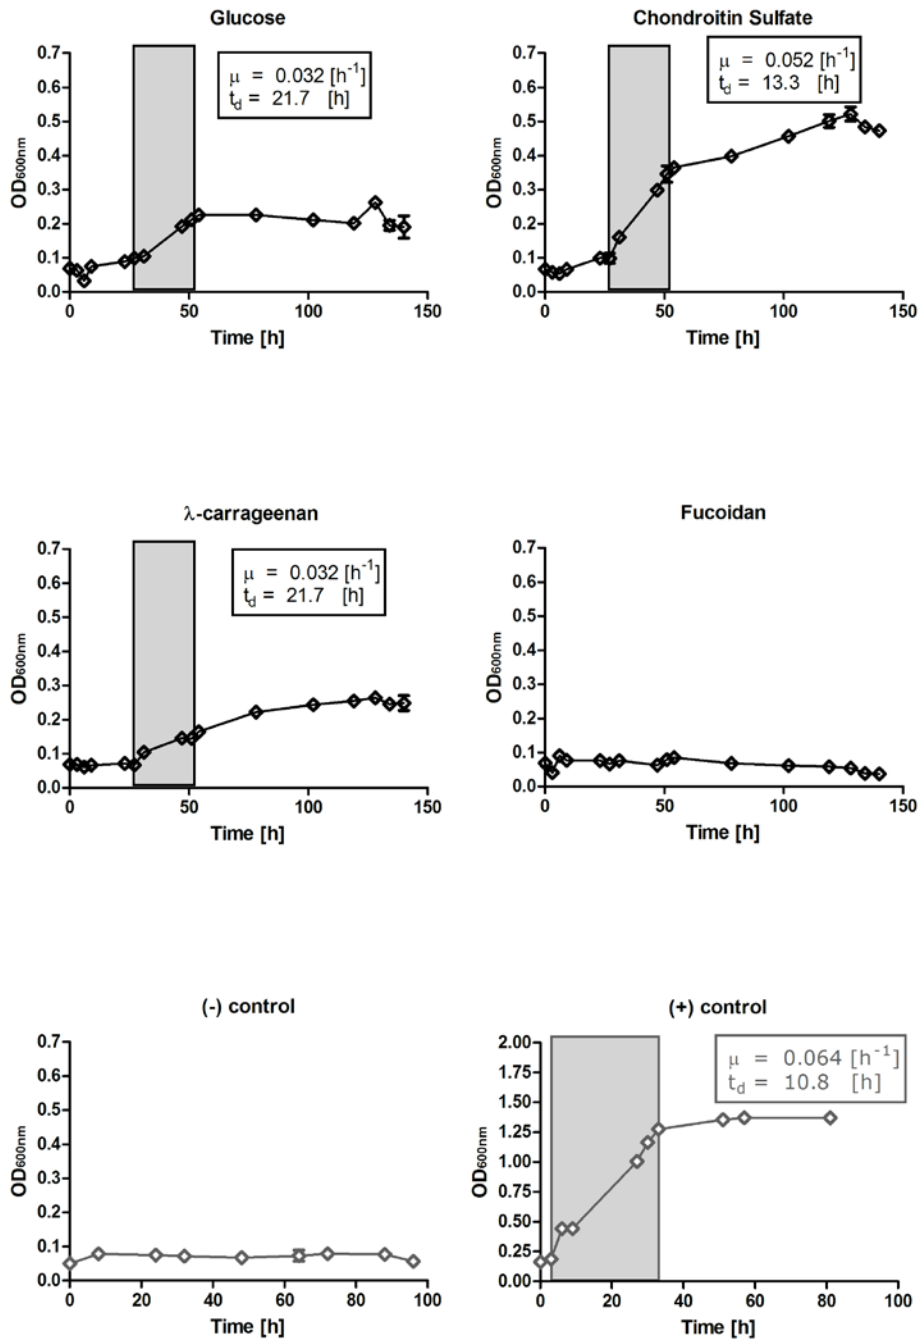 Glucose
0.7
0.6
0.5
0.4
0.3
0.2
0.1
0.0
OD600nm
μ = 0.032 [h-1]
td = 21.7 [h]
0 50 100 150
Time [h]
Chondroitin Sulfate
0.7
0.6
0.5
0.4
0.3
0.2
0.1
0.0
OD600nm
μ = 0.052 [h-1]
td = 13.3 [h]
0 50 100 150
Time [h]
λ-carrageenan
0.7
0.6
0.5
0.4
0.3
0.2
0.1
0.0
OD600nm
μ = 0.032 [h-1]
td = 21.7 [h]
0 50 100 150
Time [h]
Fucoidan
0.7
0.6
0.5
0.4
0.3
0.2
0.1
0.0
OD600nm
0 50 100 150
Time [h]
(-) control
0.7
0.6
0.5
0.4
0.3
0.2
0.1
0.0
OD600nm
0 20 40 60 80 100
Time [h]
(+) control
2.00
1.75
1.50
1.25
1.00
0.75
0.50
0.25
0.00
OD600nm
μ = 0.064 [h-1]
td = 10.8 [h]
0 20 40 60 80 100
Time [h]